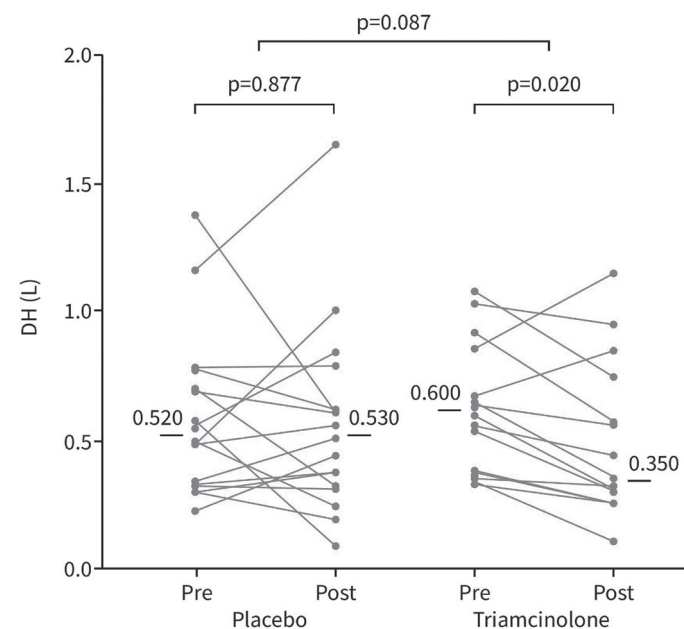 p=0.087
2.0
p=0.877
p=0.020
1.5
DH (L)
1.0
0.520
0.530
0.600
0.5
0.350
0.0
Pre
Post
Pre
Post
Placebo
Triamcinolone